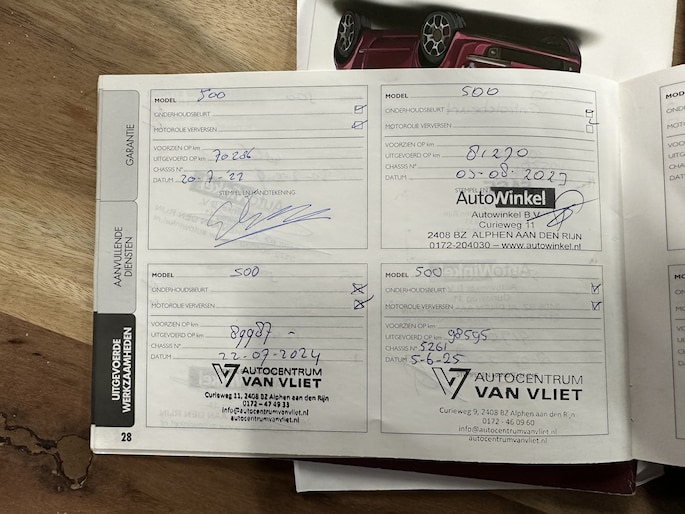 GARANTIE
AANVULLENDE
DIENSTEN
UITGEVOERDE
WERKZAAMHEDEN
MODEL 500
ONDERHOUDSBEURT
MOTOROLIE VERVERSEN
VOORZIEN OP km
UITGEVOERD OP km 70286
CHASSIS N°
DATUM 20-7-'22
STEMPEL EN HANDTEKENING
MODEL 500
ONDERHOUDSBEURT
MOTOROLIE VERVERSEN
VOORZIEN OP km
UITGEVOERD OP km 81270
CHASSIS N°
DATUM 05-08-2023
STEMPEL EN
AutoWinkel
Autowinkel B.V.
Curieweg 11
2408 BZ ALPHEN AAN DEN RIJN
0172-204030 – www.autowinkel.nl
MODEL 500
ONDERHOUDSBEURT
MOTOROLIE VERVERSEN
VOORZIEN OP km
UITGEVOERD OP km 89987 -
CHASSIS N°
DATUM 22-07-2024
AUTOCENTRUM
VAN VLIET
Curieweg 11, 2408 BZ Alphen aan den Rijn
0172 - 47 49 33
info@autocentrumvanvliet.nl
autocentrumvanvliet.nl
MODEL 500
ONDERHOUDSBEURT
MOTOROLIE VERVERSEN
VOORZIEN OP km
UITGEVOERD OP km 98595
CHASSIS N° 5261
DATUM 5-6-25
AUTOCENTRUM
VAN VLIET
Curieweg 9, 2408 BZ Alphen aan den Rijn
0172 - 46 09 60
info@autocentrumvanvliet.nl
autocentrumvanvliet.nl
28